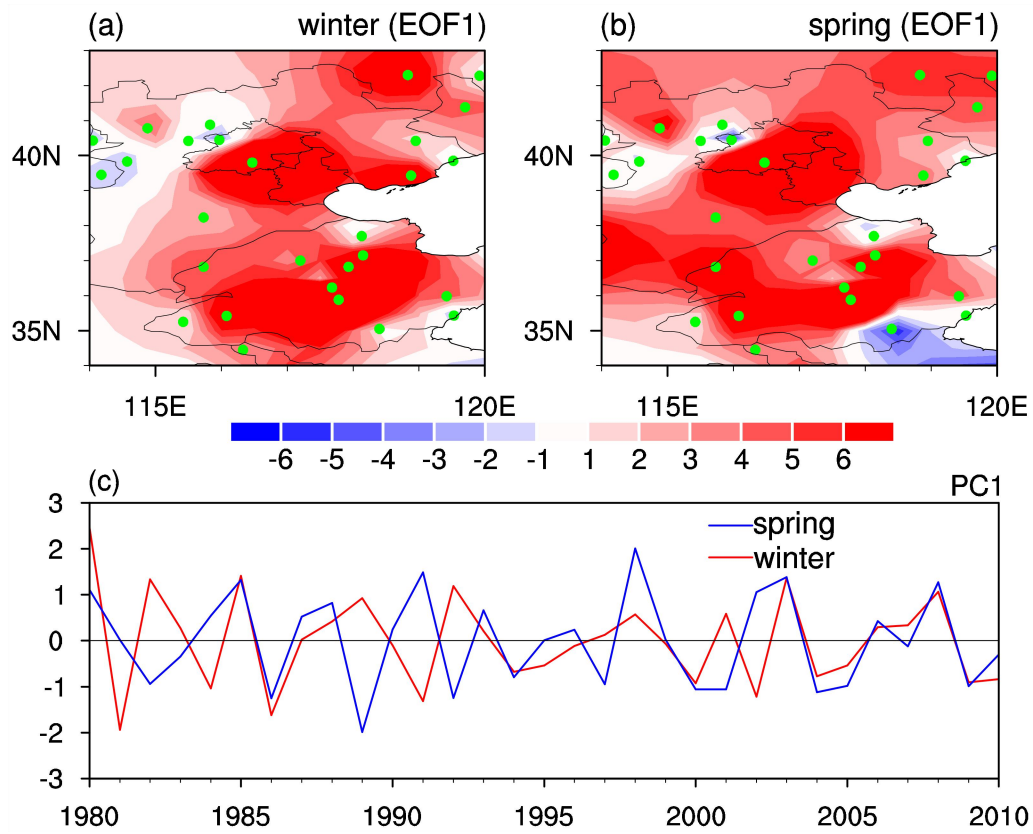 (a) winter (EOF1)
(b) spring (EOF1)
40N
35N
115E 120E
40N
35N
115E 120E
-6 -5 -4 -3 -2 -1 1 2 3 4 5 6
(c) PC1
3
2
1
0
-1
-2
-3
spring
winter
1980 1985 1990 1995 2000 2005 2010